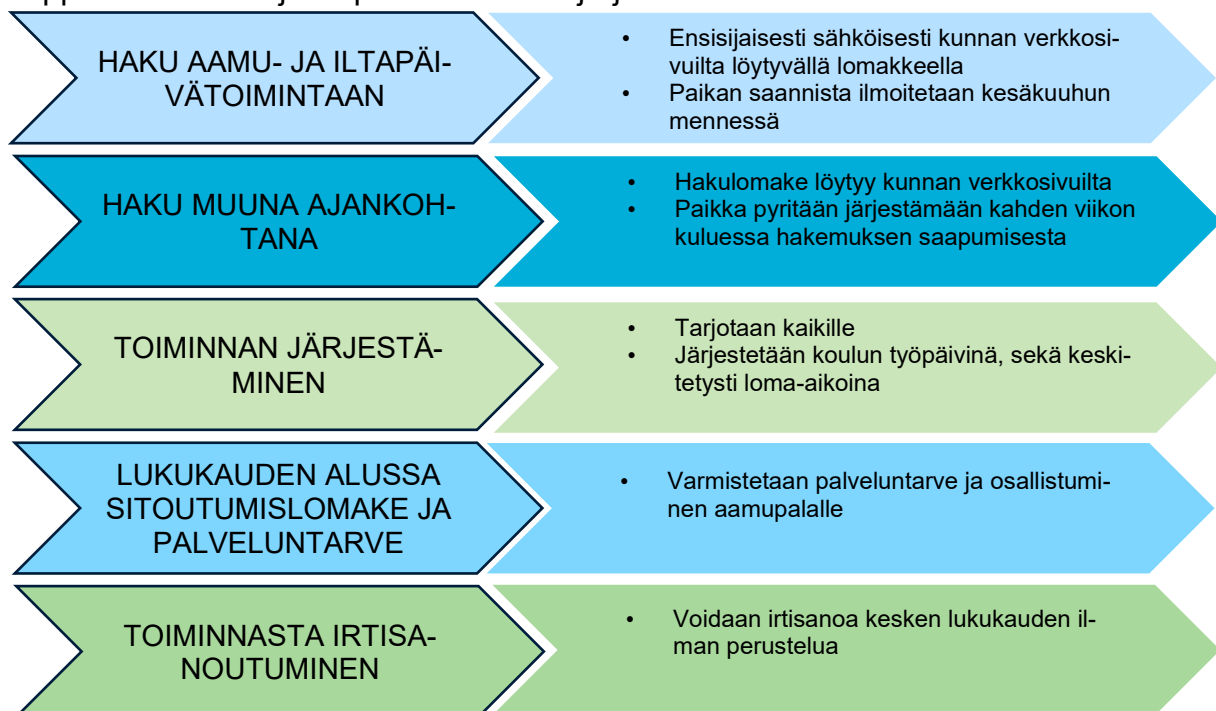 HAKU AAMU- JA ILTAPÄI-
VÄTOIMINTAAN
• Ensisijaisesti sähköisesti kunnan verkkosi-
vuilta löytyvällä lomakkeella
• Paikan saannista ilmoitetaan kesäkuuhun
mennessä
HAKU MUUNA AJANKOH-
TANA
• Hakulomake löytyy kunnan verkkosivuilta
• Paikka pyritään järjestämään kahden viikon
kuluessa hakemuksen saapumisesta
TOIMINNAN JÄRJESTÄ-
MINEN
• Tarjotaan kaikille
• Järjestetään koulun työpäivinä, sekä keski-
tetysti loma-aikoina
LUKUKAUDEN ALUSSA
SITOUTUMISLOMAKE JA
PALVELUNTARVE
• Varmistetaan palveluntarve ja osallistumi-
nen aamupalalle
TOIMINNASTA IRTISA-
NOUTUMINEN
• Voidaan irtisanoa kesken lukukauden il-
man perustelua